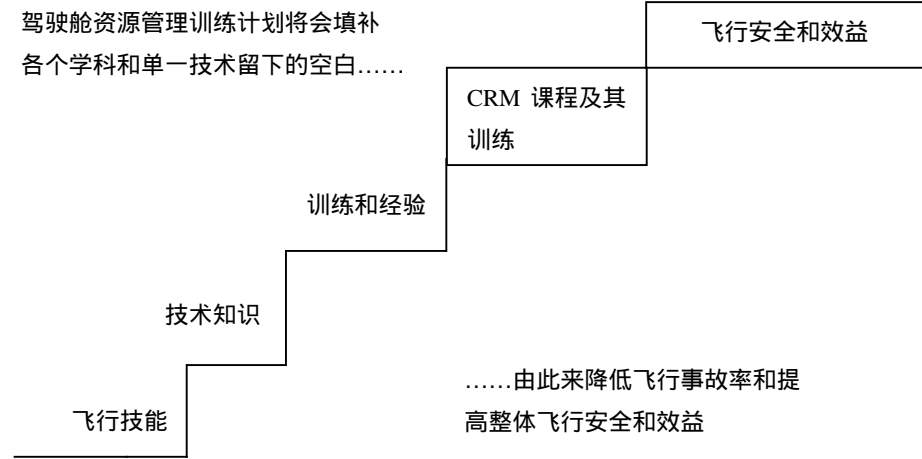 驾驶舱资源管理训练计划将会填补
各个学科和单一技术留下的空白……
飞行安全和效益
CRM 课程及其
训练
训练和经验
技术知识
飞行技能
……由此来降低飞行事故率和提
高整体飞行安全和效益